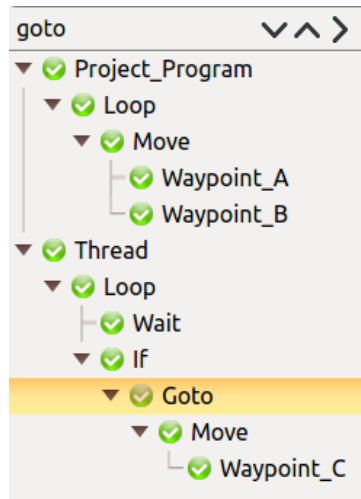 goto
Project_Program
Loop
Move
Waypoint_A
Waypoint_B
Thread
Loop
Wait
If
Goto
Move
Waypoint_C